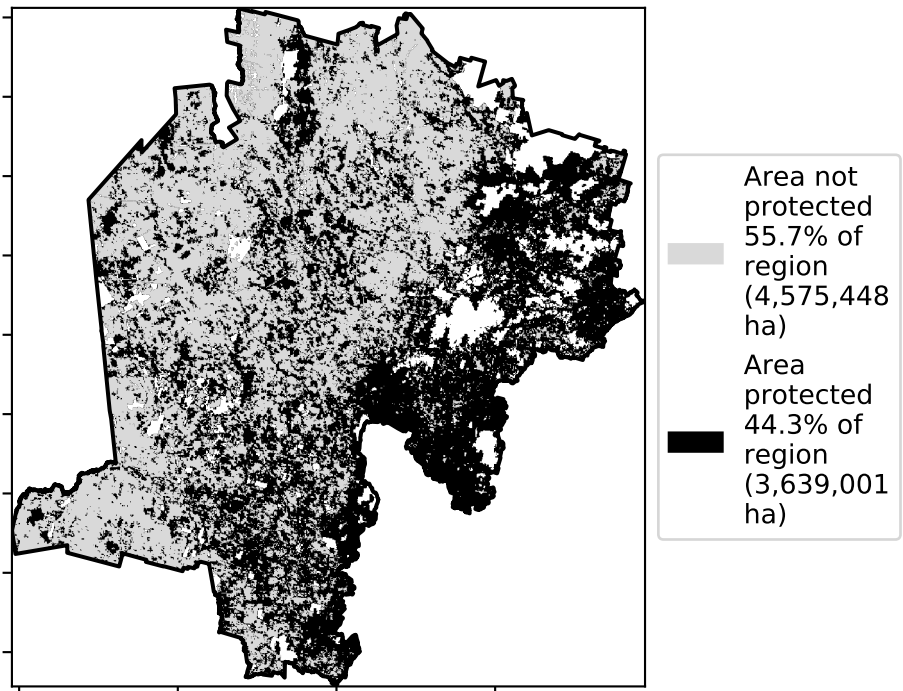 Area not
protected
55.7% of
region
(4,575,448
ha)
Area
protected
44.3% of
region
(3,639,001
ha)